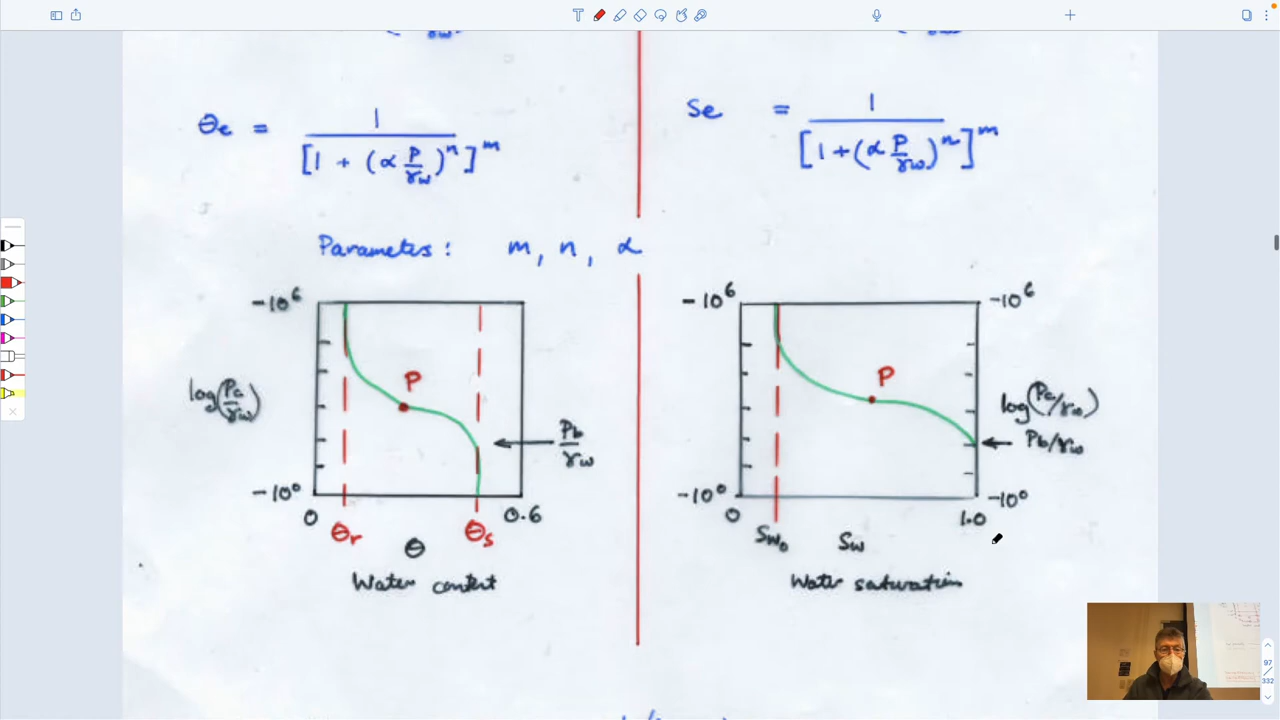 θe = 1 / [1 + (α P/γw)^n]^m
Se = 1 / [1 + (α P/γw)^n]^m
Parameters : m, n, α
-10^6
log(Pc/γw)
P
Pb/γw
-10^0
0
0.6
θr
θ
θs
Water content
-10^6
-10^6
P
log(Pc/γw)
Pb/γw
-10^0
-10^0
0
1.0
Sw0
Sw
Water saturation
97
332